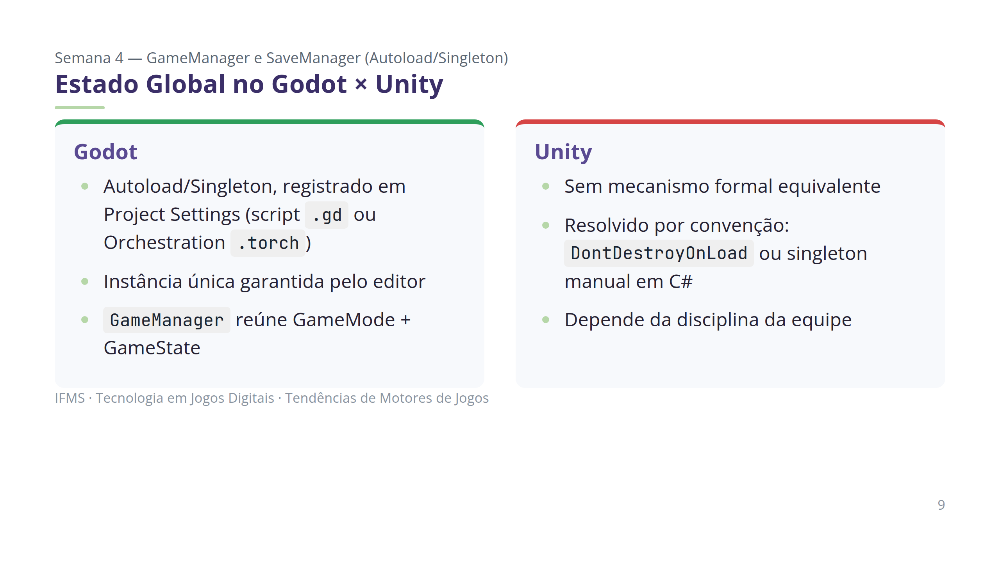 Semana 4 — GameManager e SaveManager (Autoload/Singleton)
Estado Global no Godot × Unity
Godot
Autoload/Singleton, registrado em
Project Settings (script .gd ou
Orchestration .torch)
Instância única garantida pelo editor
GameManager reúne GameMode +
GameState
Unity
Sem mecanismo formal equivalente
Resolvido por convenção:
DontDestroyOnLoad ou singleton
manual em C#
Depende da disciplina da equipe
IFMS · Tecnologia em Jogos Digitais · Tendências de Motores de Jogos
9